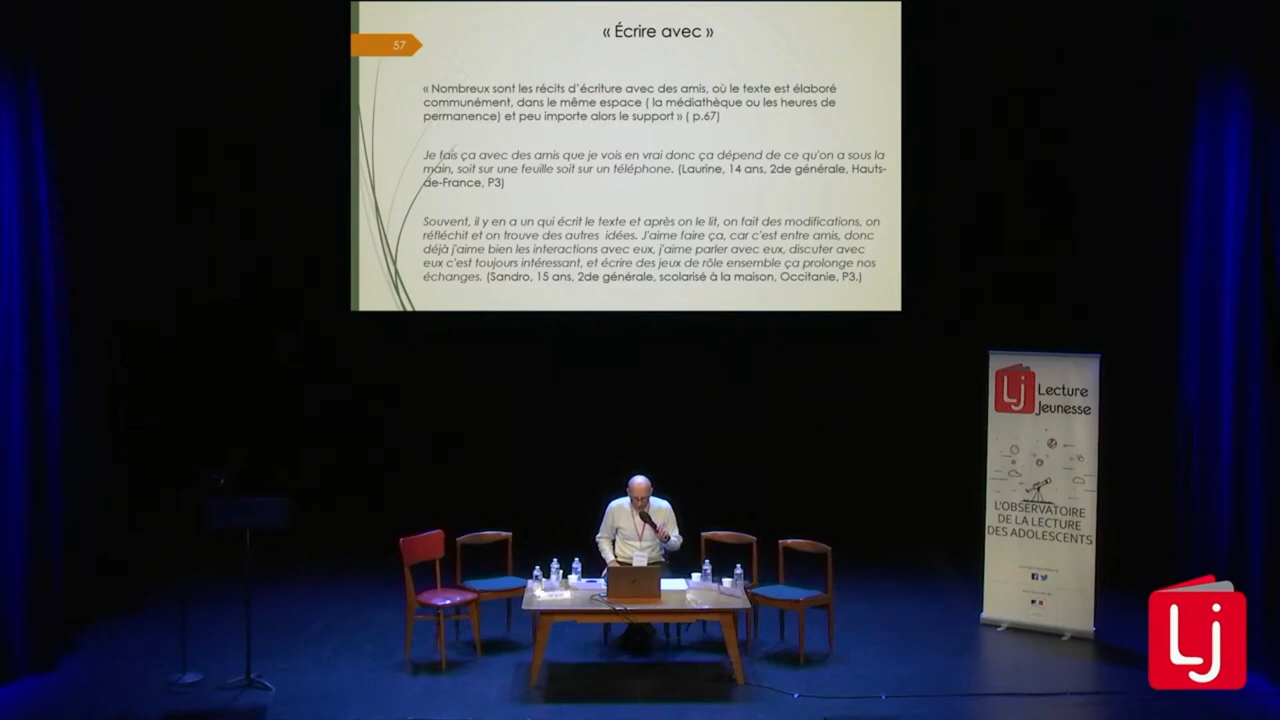 « Écrire avec »
57
« Nombreux sont les récits d'écriture avec des amis, où le texte est élaboré
communément, dans le même espace ( la médiathèque ou les heures de
permanence) et peu importe alors le support » ( p.67)
Je fais ça avec des amis que je vois en vrai donc ça dépend de ce qu'on a sous la
main, soit sur une feuille soit sur un téléphone. (Laurine, 14 ans, 2de générale, Hauts-
de-France, P3)
Souvent, il y en a un qui écrit le texte et après on le lit, on fait des modifications, on
réfléchit et on trouve des autres idées. J'aime faire ça, car c'est entre amis, donc
déjà j'aime bien les interactions avec eux, j'aime parler avec eux, discuter avec
eux c'est toujours intéressant, et écrire des jeux de rôle ensemble ça prolonge nos
échanges. (Sandro, 15 ans, 2de générale, scolarisé à la maison, Occitanie, P3.)
Lj Lecture
Jeunesse
L'OBSERVATOIRE
DE LA LECTURE
DES ADOLESCENTS
Lj